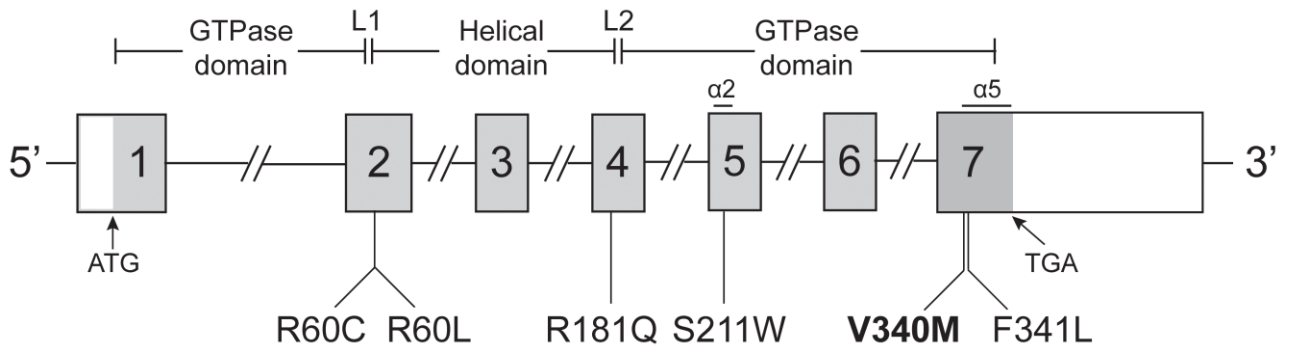 GTPase domain L1 Helical domain L2 GTPase domain
α2 α5
5’ 1 2 3 4 5 6 7 3’
ATG TGA
R60C R60L R181Q S211W V340M F341L